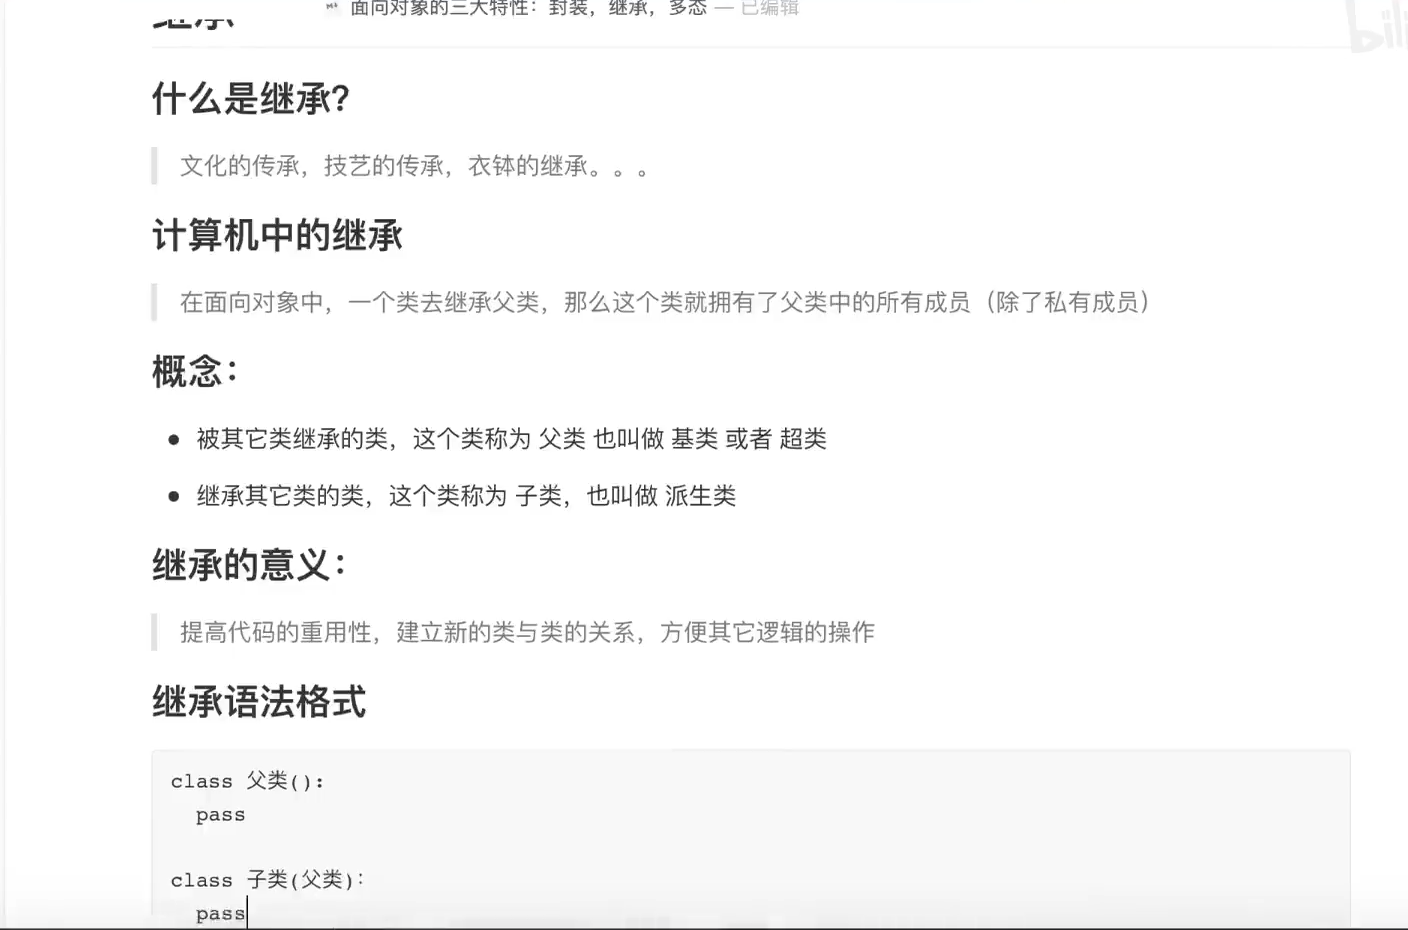 面向对象的三大特性：封装，继承，多态 — 已编辑
继承
什么是继承?
文化的传承，技艺的传承，衣钵的继承。。。
计算机中的继承
在面向对象中，一个类去继承父类，那么这个类就拥有了父类中的所有成员（除了私有成员）
概念：
被其它类继承的类，这个类称为 父类 也叫做 基类 或者 超类
继承其它类的类，这个类称为 子类，也叫做 派生类
继承的意义：
提高代码的重用性，建立新的类与类的关系，方便其它逻辑的操作
继承语法格式
class 父类():
pass
class 子类(父类):
pass
bili